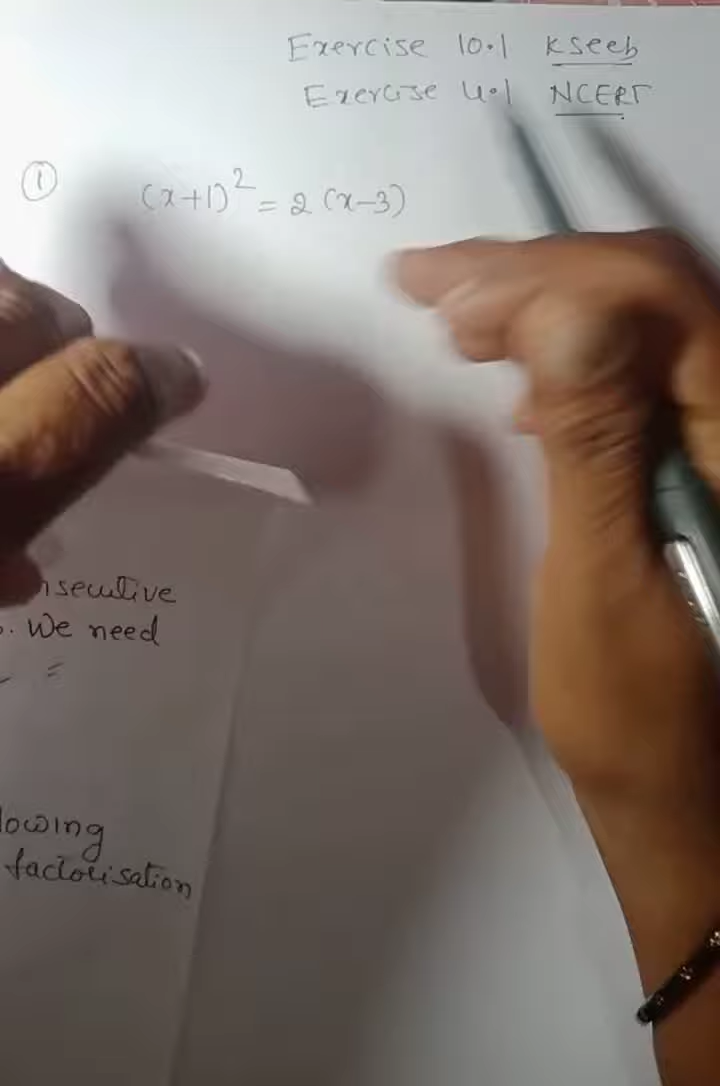 Exercise 10.1 kseeb
Exercise 4.1 NCERT
① (x+1)² = 2 (x-3)
We need
=
factorisation